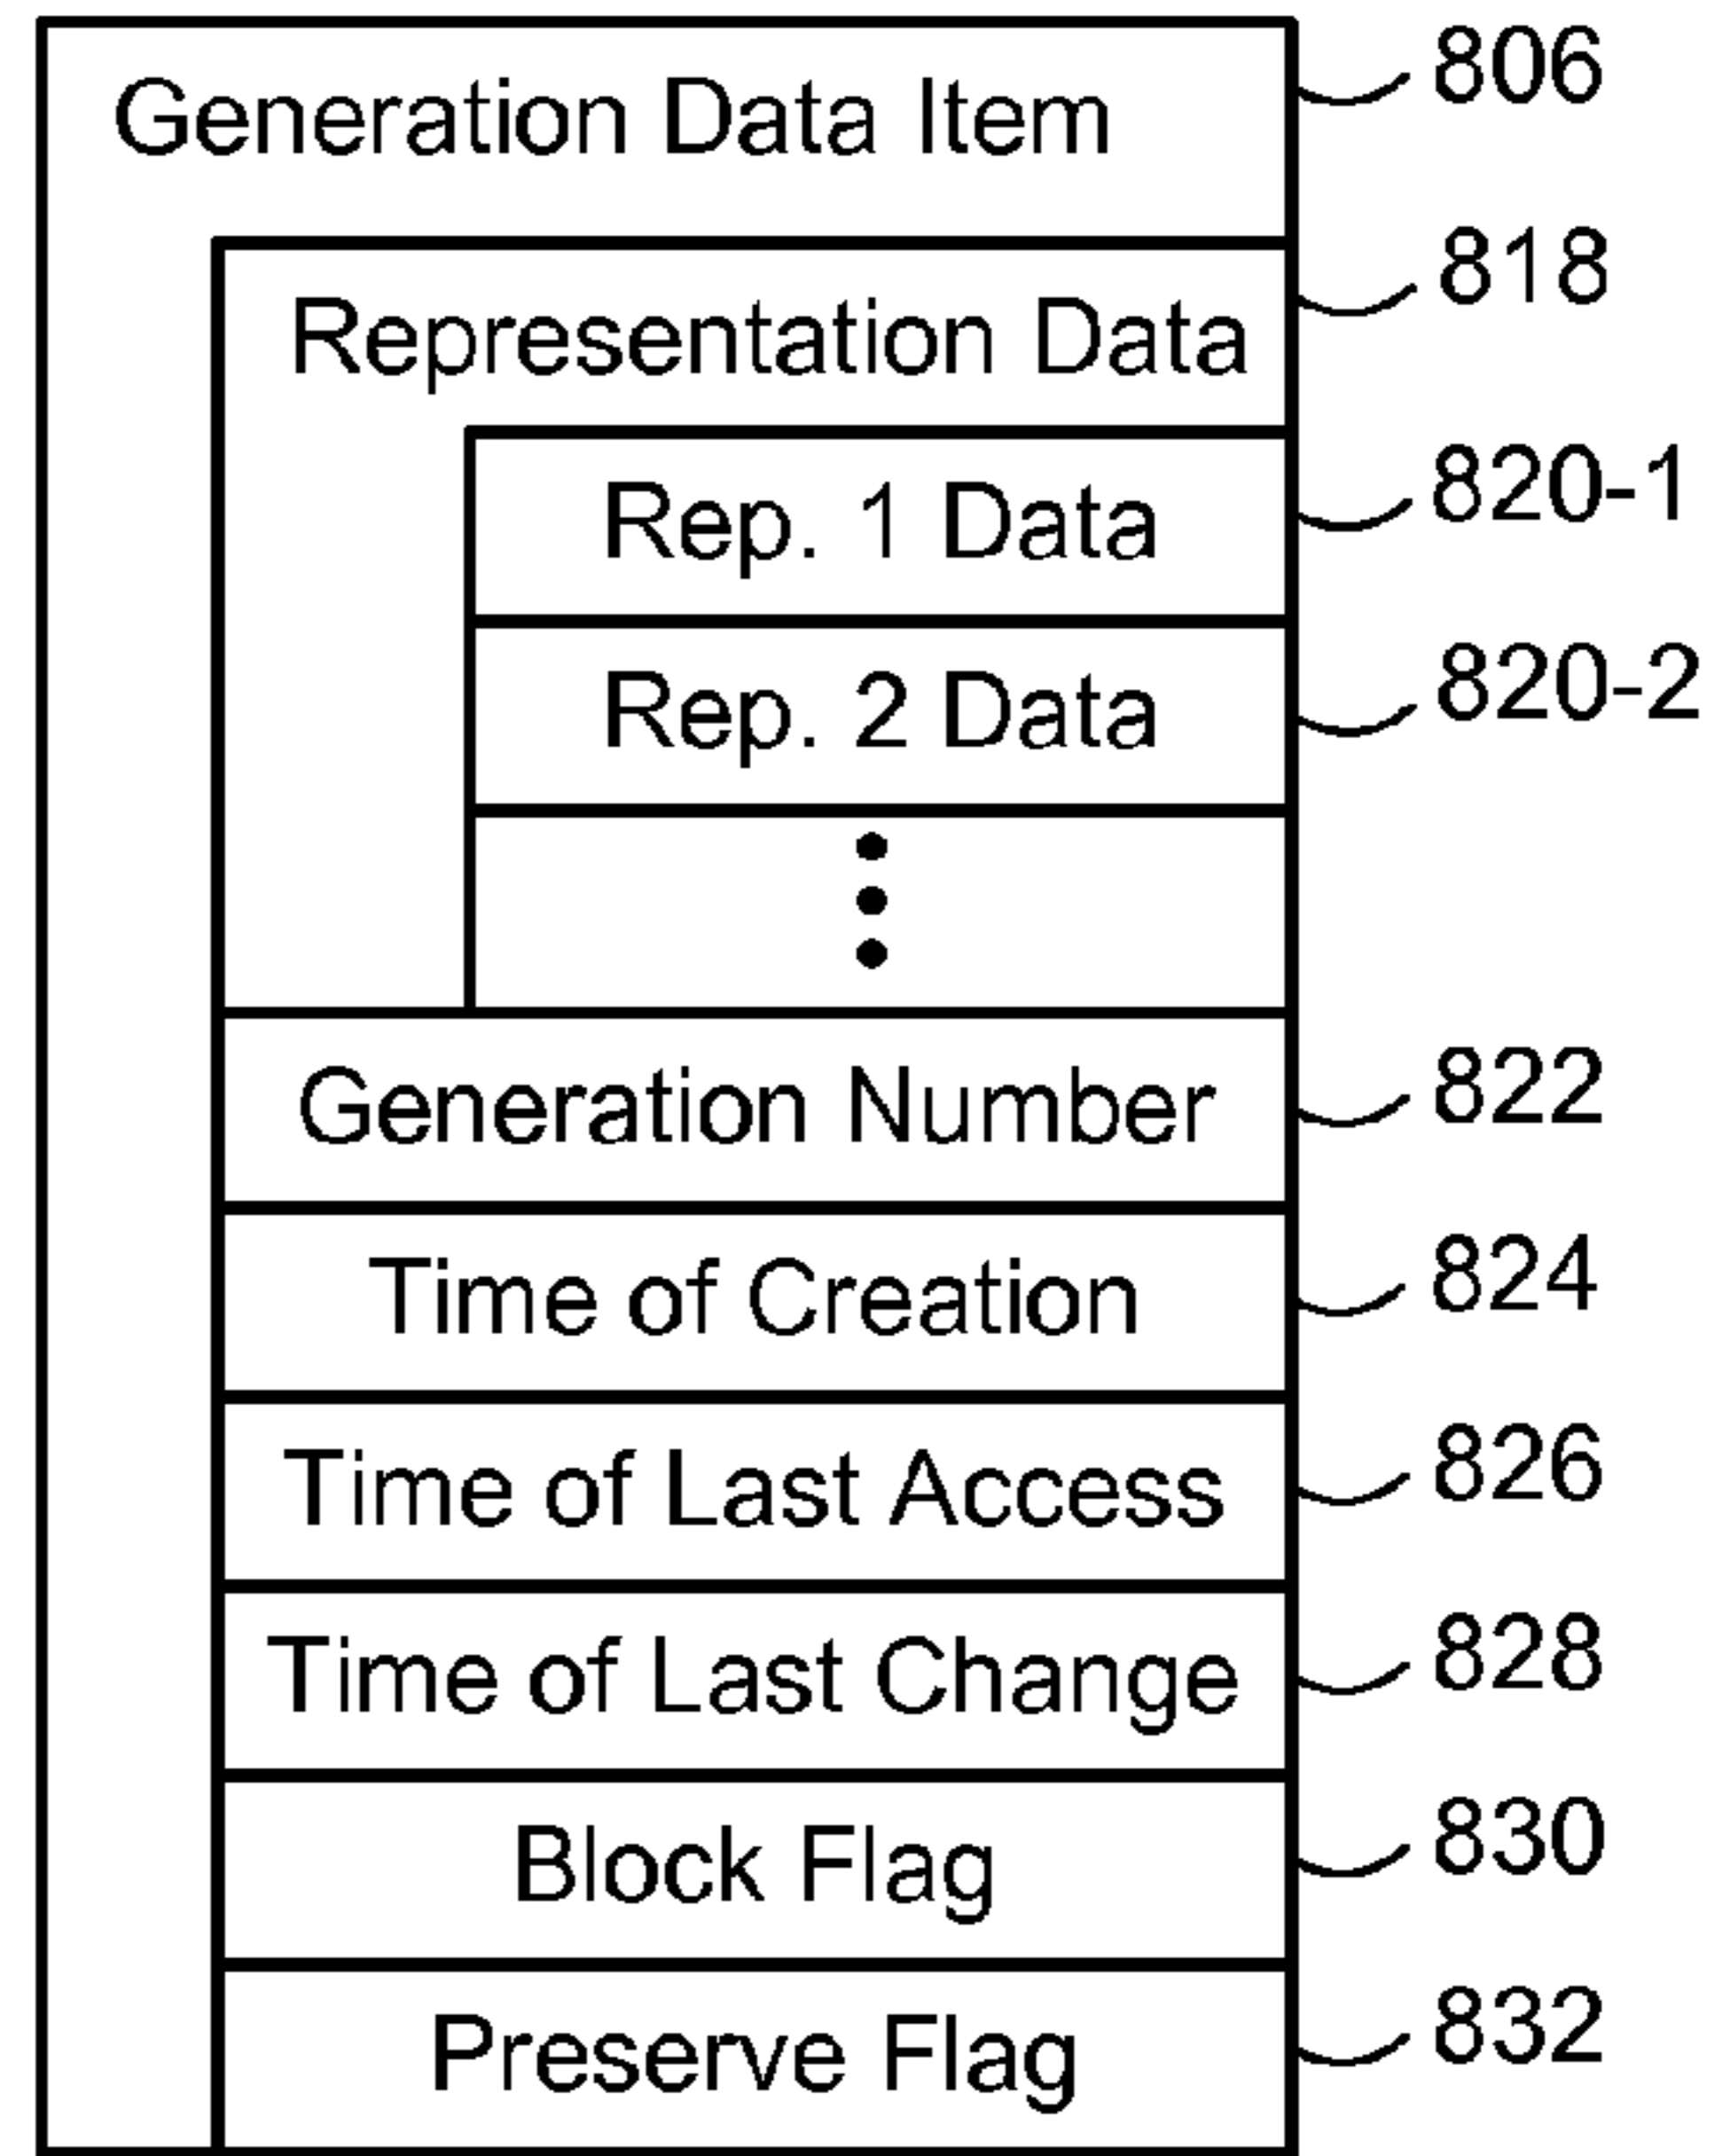 Generation Data Item 806
Representation Data 818
Rep. 1 Data 820-1
Rep. 2 Data 820-2
Generation Number 822
Time of Creation 824
Time of Last Access 826
Time of Last Change 828
Block Flag 830
Preserve Flag 832